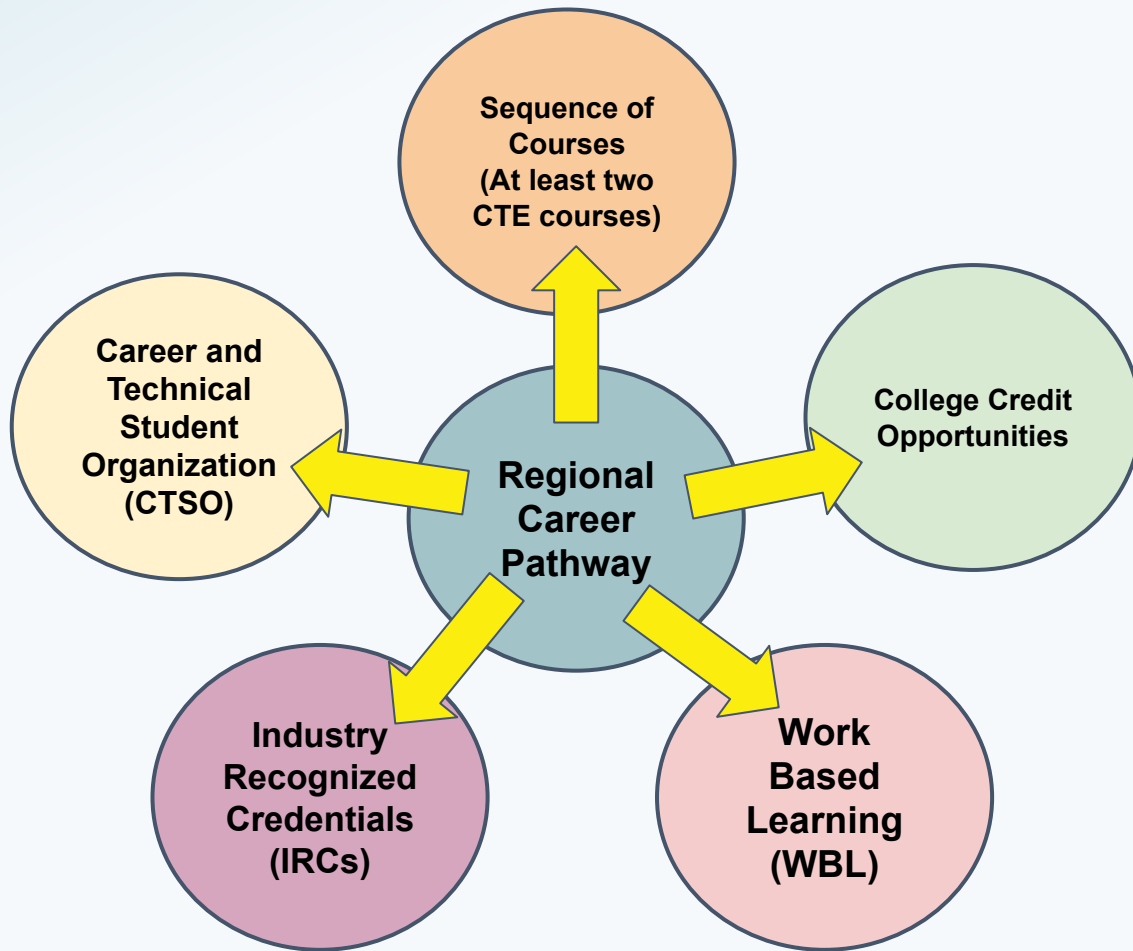 Sequence of
Courses
(At least two
CTE courses)
Career and
Technical
Student
Organization
(CTSO)
College Credit
Opportunities
Regional
Career
Pathway
Industry
Recognized
Credentials
(IRCs)
Work
Based
Learning
(WBL)